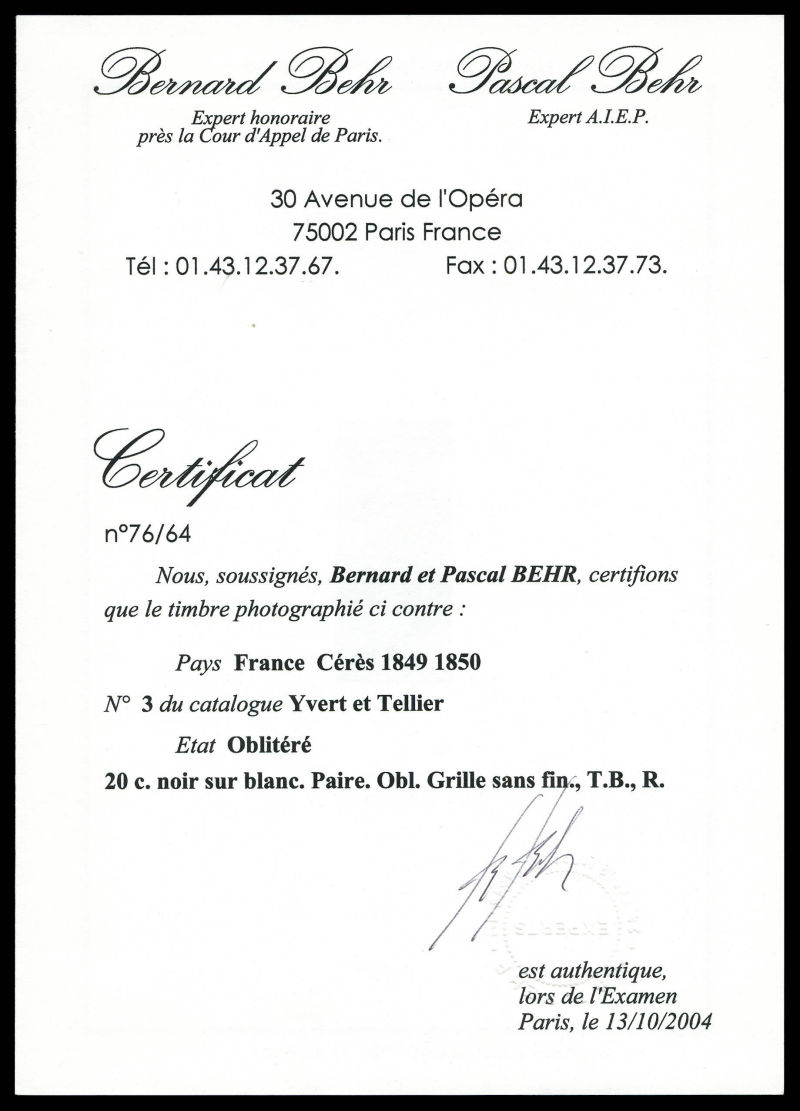 Bernard Behr Pascal Behr
Expert honoraire
près la Cour d'Appel de Paris.
Expert A.I.E.P.
30 Avenue de l'Opéra
75002 Paris France
Tél : 01.43.12.37.67. Fax : 01.43.12.37.73.
Certificat
n°76/64
Nous, soussignés, Bernard et Pascal BEHR, certifions
que le timbre photographié ci contre :
Pays France Cérès 1849 1850
N° 3 du catalogue Yvert et Tellier
Etat Oblitéré
20 c. noir sur blanc. Paire. Obl. Grille sans fin., T.B., R.
EXPERTS
est authentique,
lors de l'Examen
Paris, le 13/10/2004